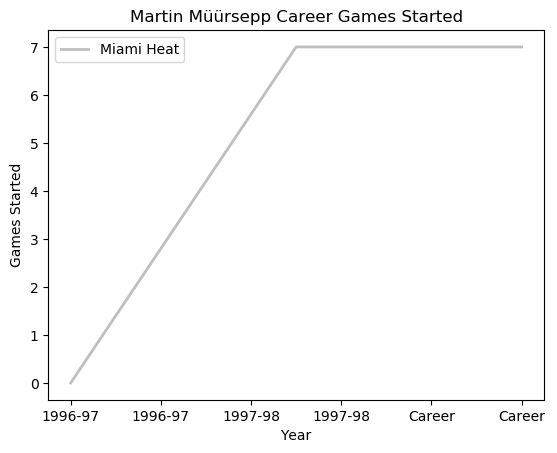 Martin Müürsepp Career Games Started
Miami Heat
7
6
5
4
3
2
1
0
Games Started
1996-97 1996-97 1997-98 1997-98 Career Career
Year